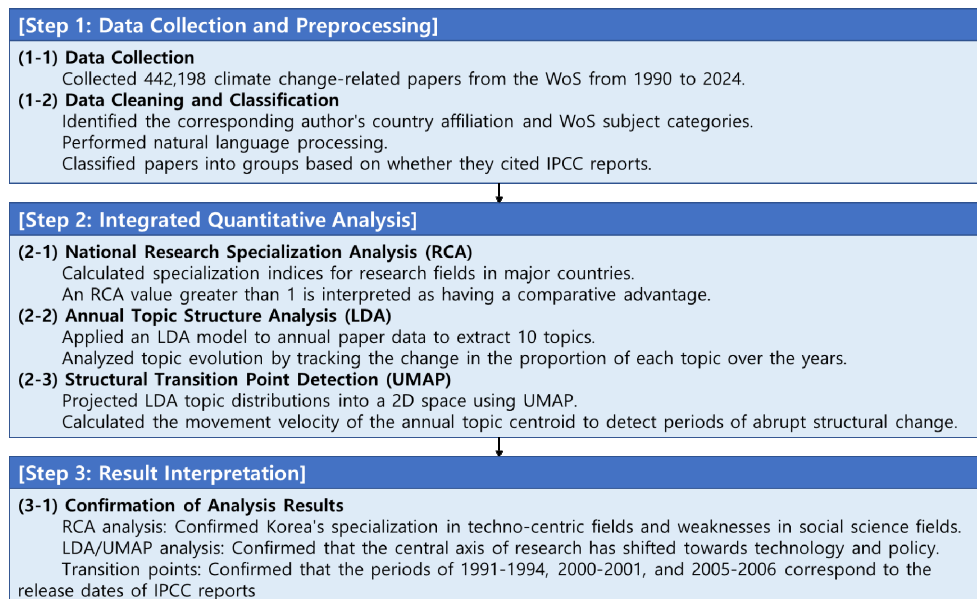 [Step 1: Data Collection and Preprocessing]
(1-1) Data Collection
Collected 442,198 climate change-related papers from the WoS from 1990 to 2024.
(1-2) Data Cleaning and Classification
Identified the corresponding author's country affiliation and WoS subject categories.
Performed natural language processing.
Classified papers into groups based on whether they cited IPCC reports.
[Step 2: Integrated Quantitative Analysis]
(2-1) National Research Specialization Analysis (RCA)
Calculated specialization indices for research fields in major countries.
An RCA value greater than 1 is interpreted as having a comparative advantage.
(2-2) Annual Topic Structure Analysis (LDA)
Applied an LDA model to annual paper data to extract 10 topics.
Analyzed topic evolution by tracking the change in the proportion of each topic over the years.
(2-3) Structural Transition Point Detection (UMAP)
Projected LDA topic distributions into a 2D space using UMAP.
Calculated the movement velocity of the annual topic centroid to detect periods of abrupt structural change.
[Step 3: Result Interpretation]
(3-1) Confirmation of Analysis Results
RCA analysis: Confirmed Korea's specialization in techno-centric fields and weaknesses in social science fields.
LDA/UMAP analysis: Confirmed that the central axis of research has shifted towards technology and policy.
Transition points: Confirmed that the periods of 1991-1994, 2000-2001, and 2005-2006 correspond to the
release dates of IPCC reports